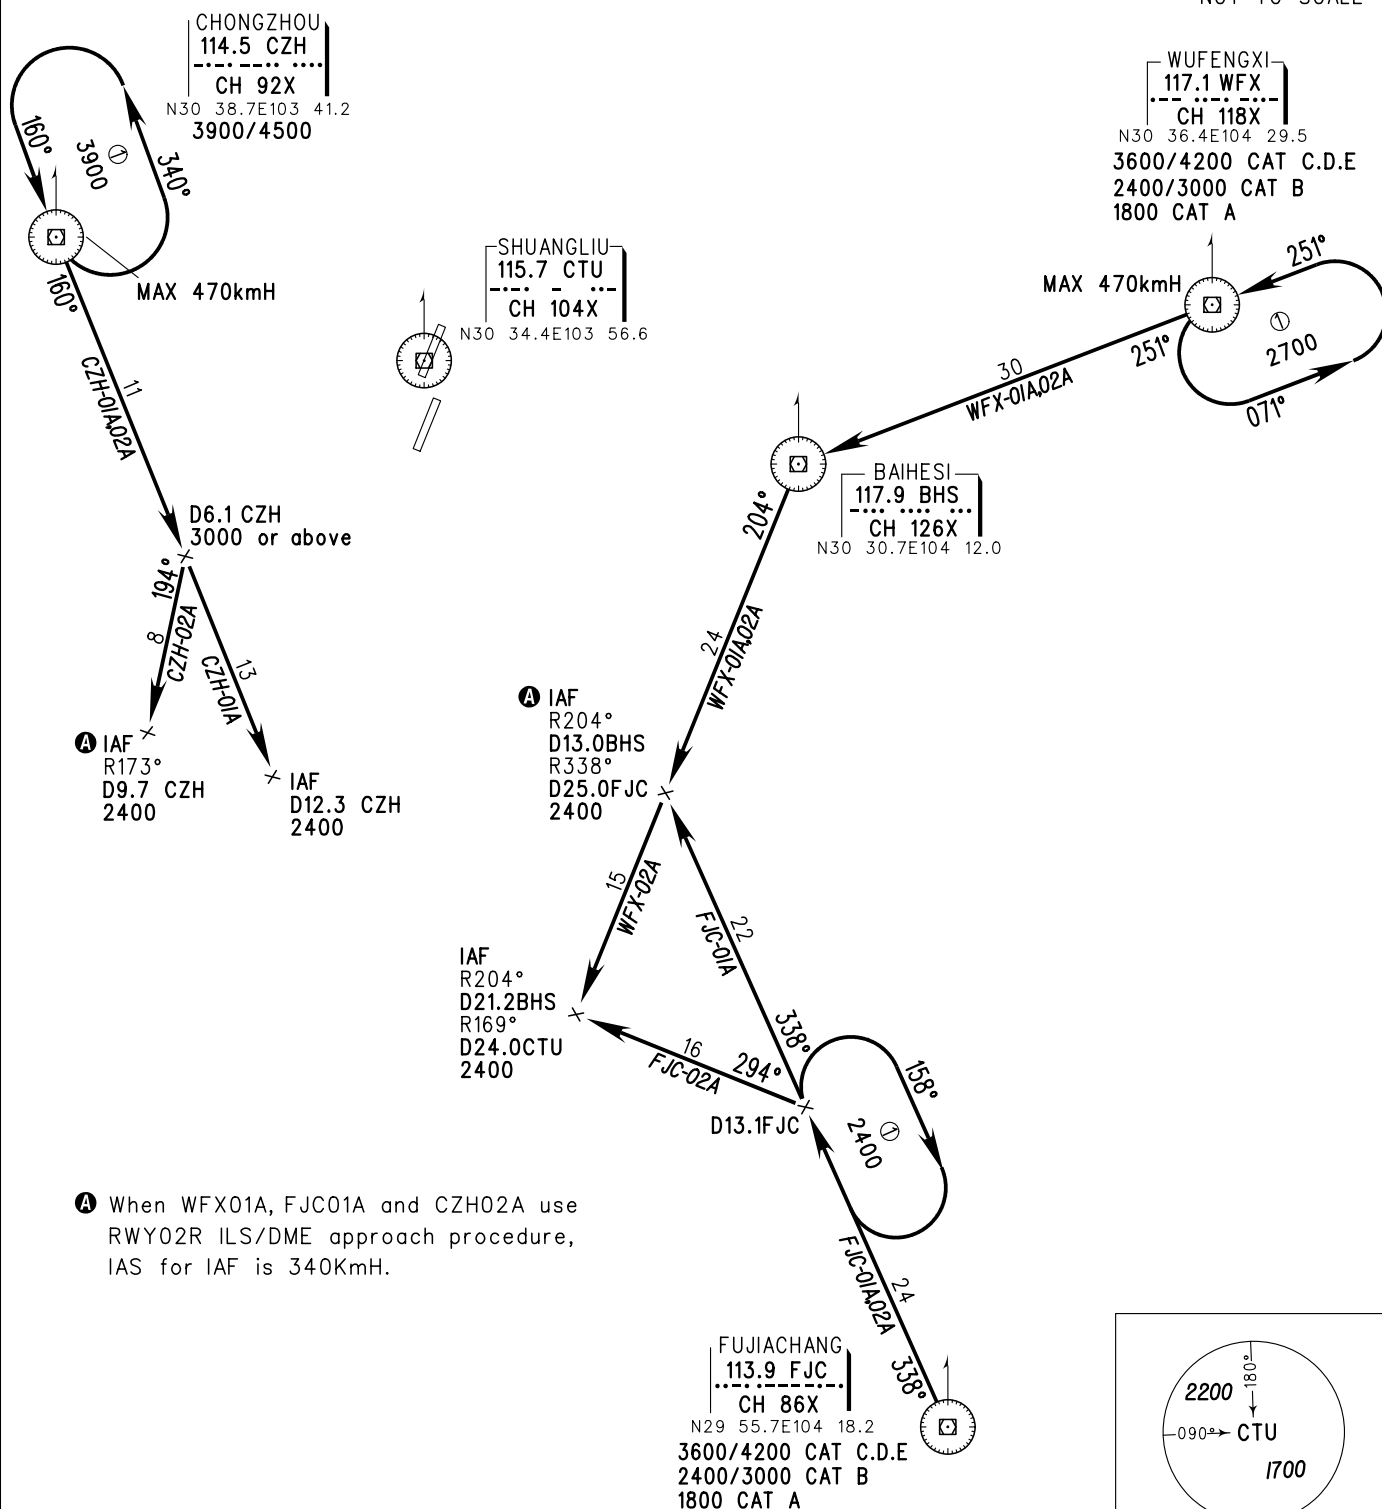 NOT TO SCALE
CHONGZHOU
114.5 CZH
CH 92X
N30 38.7E103 41.2
3900/4500
160°
3900
①
340°
160°
MAX 470kmH
WUFENGXI
117.1 WFX
CH 118X
N30 36.4E104 29.5
3600/4200 CAT C.D.E
2400/3000 CAT B
1800 CAT A
MAX 470kmH
251°
①
2700
251°
071°
30
WFX-01A,02A
SHUANGLIU
115.7 CTU
CH 104X
N30 34.4E103 56.6
11
CZH-01A,02A
BAIHESI
117.9 BHS
CH 126X
N30 30.7E104 12.0
204°
D6.1 CZH
3000 or above
194°
8
CZH-02A
13
CZH-01A
24
WFX-01A,02A
A IAF
R173°
D9.7 CZH
2400
IAF
D12.3 CZH
2400
A IAF
R204°
D13.0BHS
R338°
D25.0FJC
2400
15
WFX-02A
22
FJC-01A
IAF
R204°
D21.2BHS
R169°
D24.0CTU
2400
16
FJC-02A
294°
338°
158°
①
2400
D13.1FJC
A When WFX01A, FJC01A and CZH02A use
RWY02R ILS/DME approach procedure,
IAS for IAF is 340KmH.
24
FJC-01A,02A
338°
FUJIACHANG
113.9 FJC
CH 86X
N29 55.7E104 18.2
3600/4200 CAT C.D.E
2400/3000 CAT B
1800 CAT A
180°
2200
090°
CTU
1700